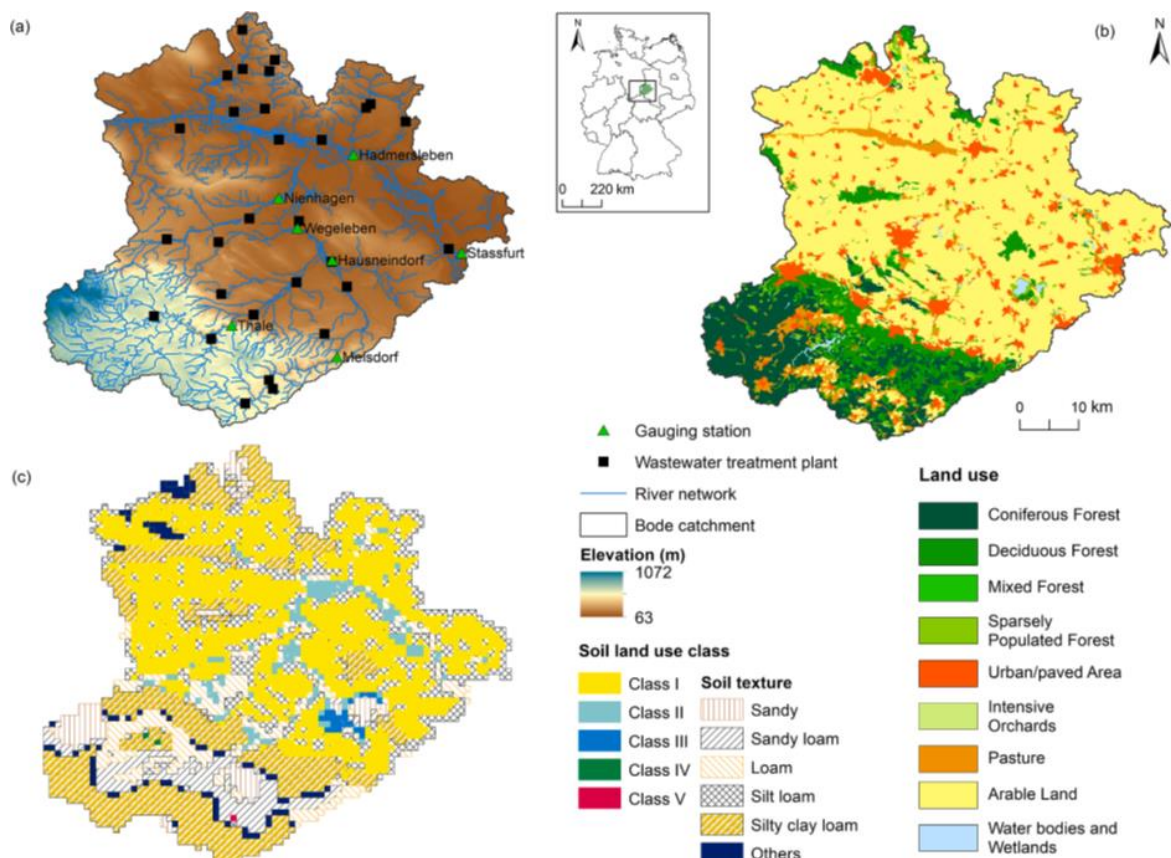 (a)
N
N
(b)
Hadmersleben
Nienhagen
Wegeleben
Hausneindorf
Stassfurt
Thale
Meisdorf
0 220 km
0 10 km
(c)
Gauging station
Wastewater treatment plant
River network
Bode catchment
Elevation (m)
1072
63
Soil land use class
Class I
Class II
Class III
Class IV
Class V
Soil texture
Sandy
Sandy loam
Loam
Silt loam
Silty clay loam
Others
Land use
Coniferous Forest
Deciduous Forest
Mixed Forest
Sparsely
Populated Forest
Urban/paved Area
Intensive
Orchards
Pasture
Arable Land
Water bodies and
Wetlands